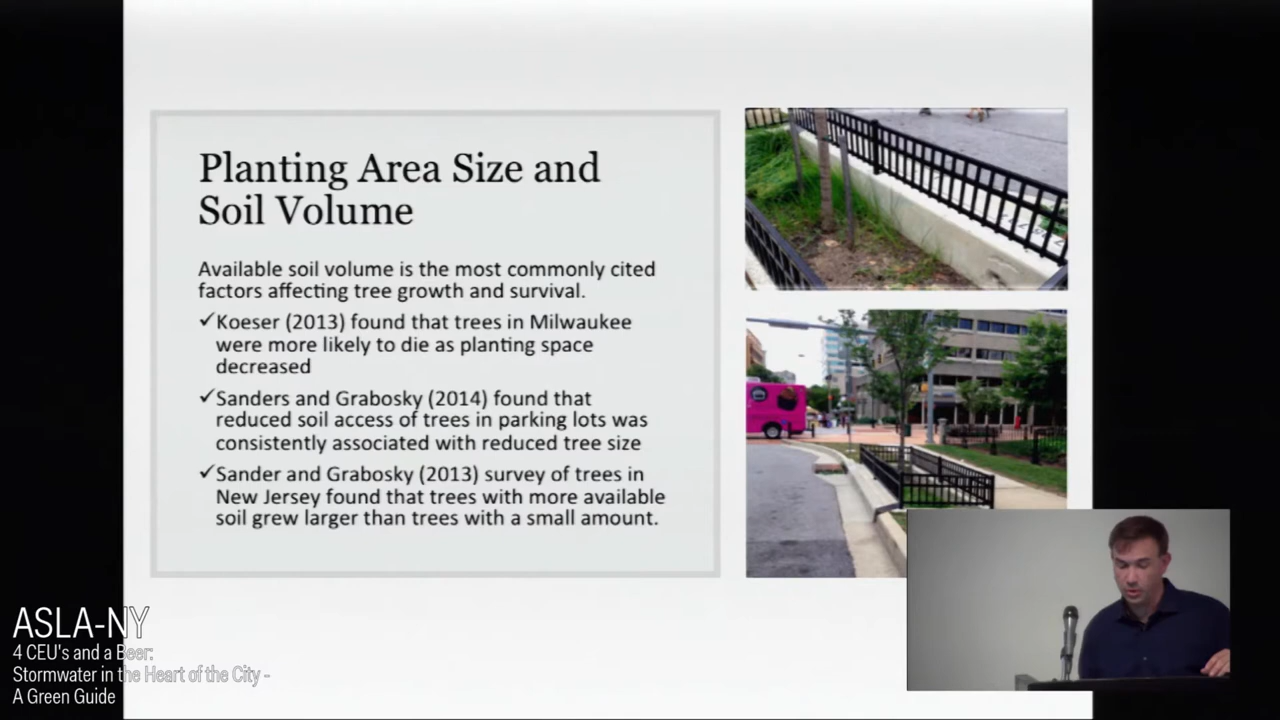 Planting Area Size and
Soil Volume
Available soil volume is the most commonly cited
factors affecting tree growth and survival.
✓Koeser (2013) found that trees in Milwaukee
were more likely to die as planting space
decreased
✓Sanders and Grabosky (2014) found that
reduced soil access of trees in parking lots was
consistently associated with reduced tree size
✓Sander and Grabosky (2013) survey of trees in
New Jersey found that trees with more available
soil grew larger than trees with a small amount.
ASLA-NY
4 CEU's and a Beer:
Stormwater in the Heart of the City -
A Green Guide